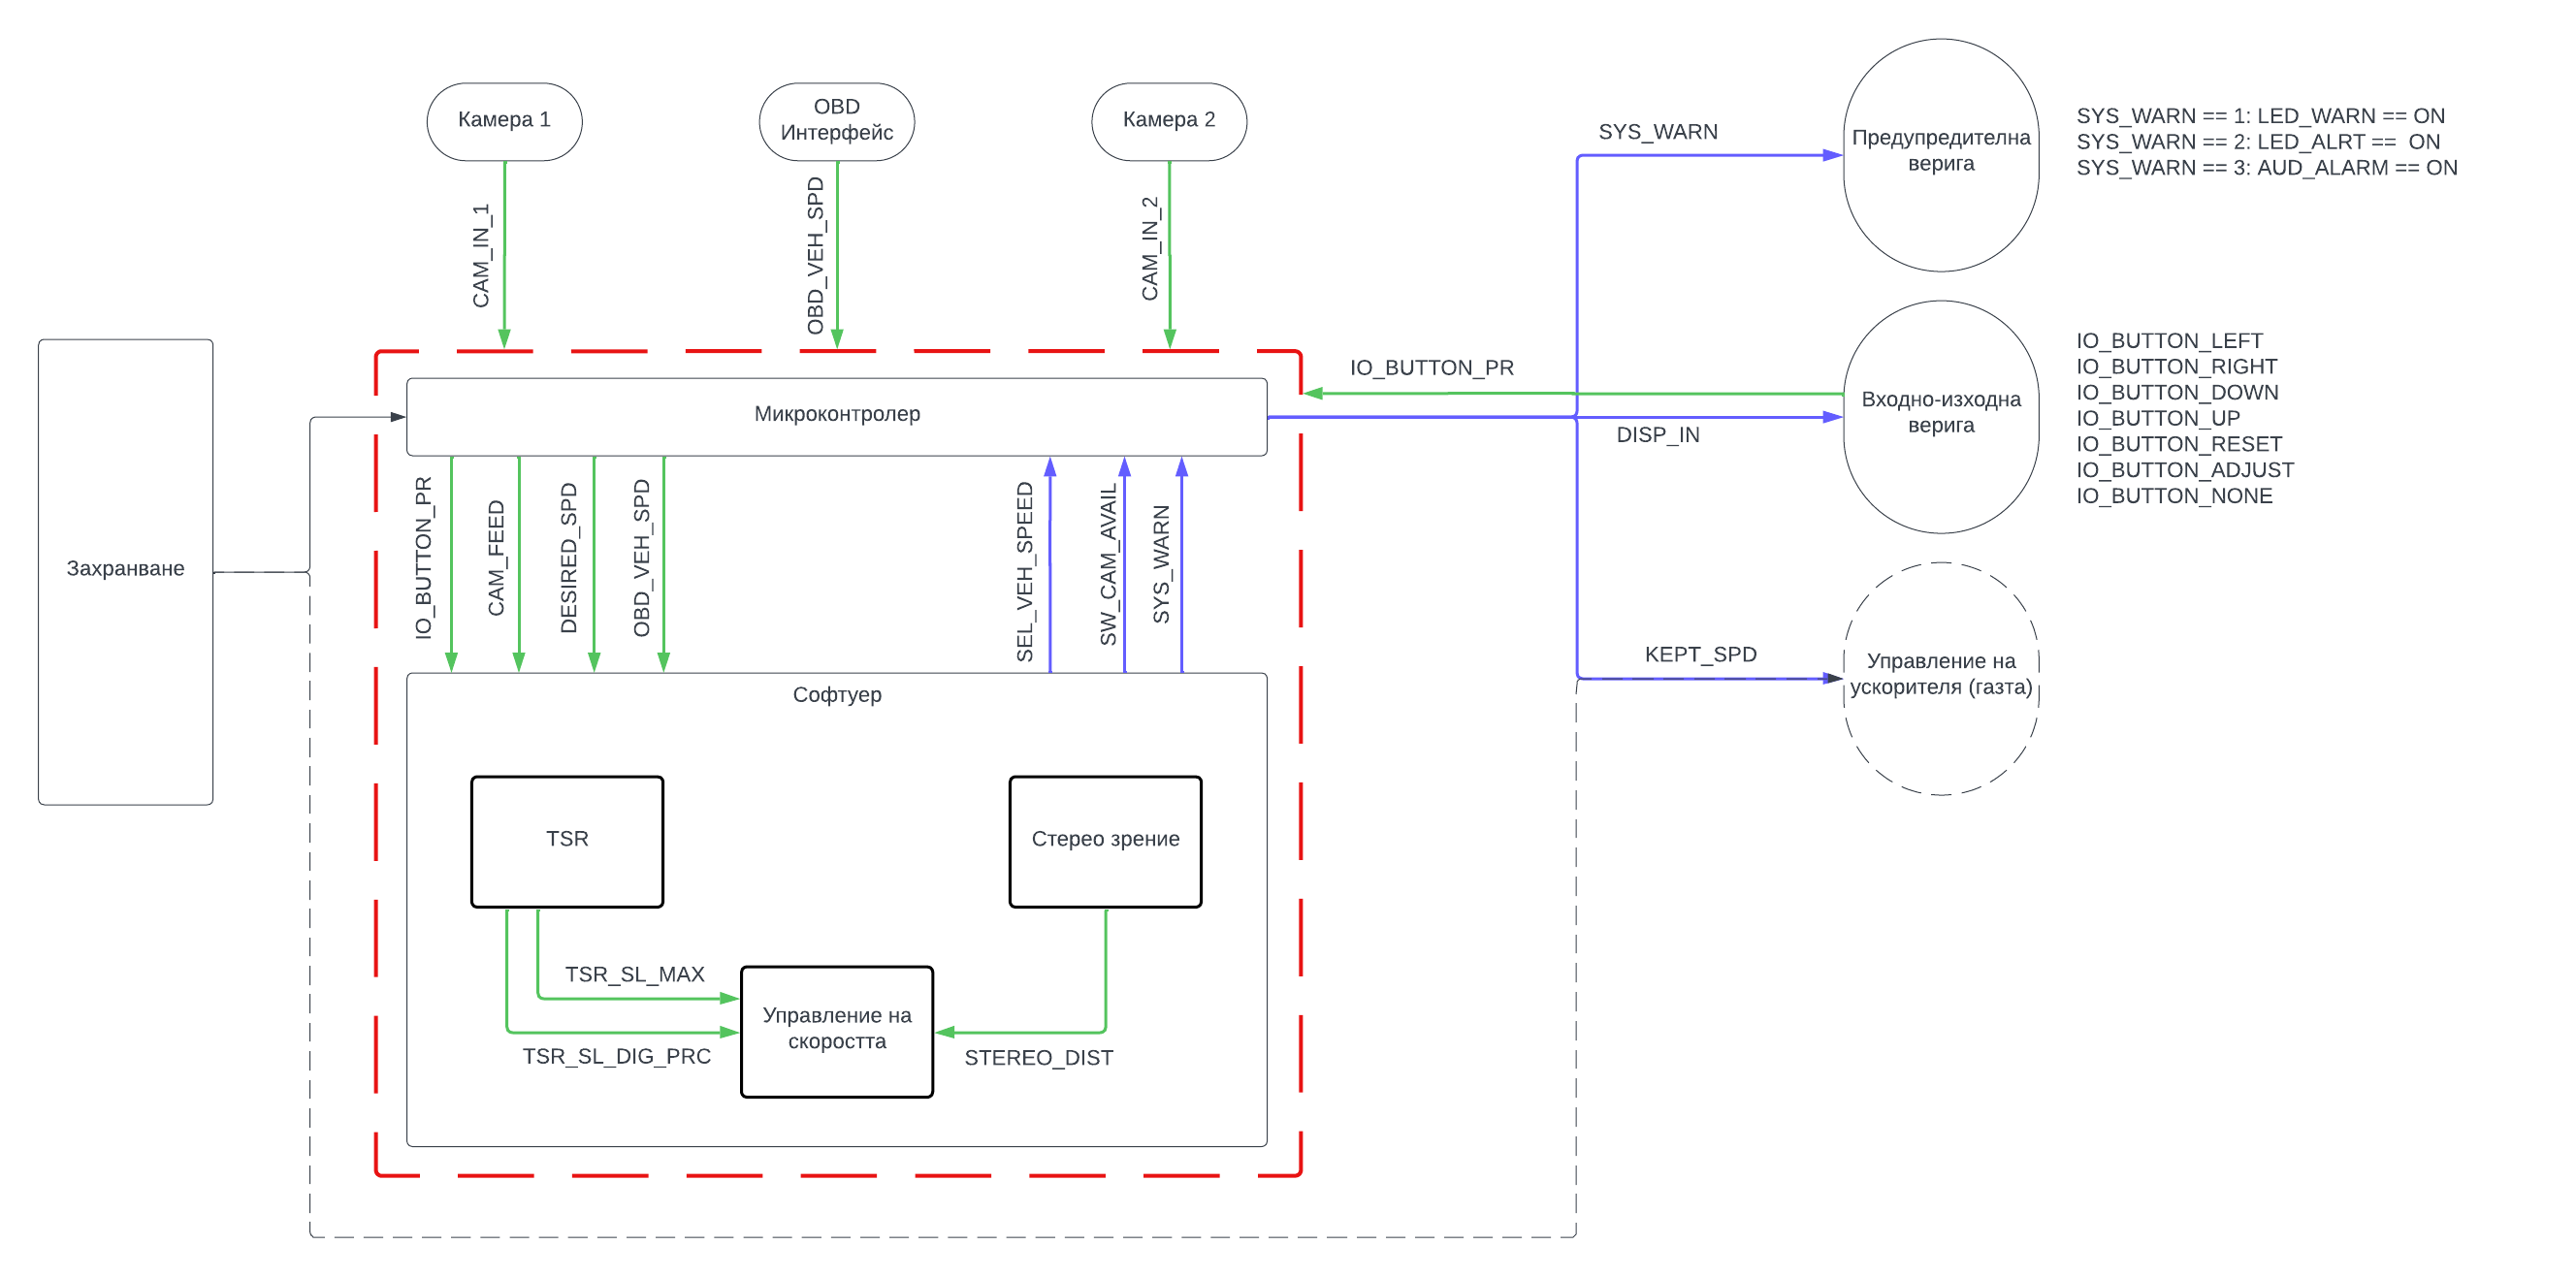 Камера 1
OBD
Интерфейс
Камера 2
CAM_IN_1
OBD_VEH_SPD
CAM_IN_2
SYS_WARN
Предупредителна
верига
SYS_WARN == 1: LED_WARN == ON
SYS_WARN == 2: LED_ALRT ==  ON
SYS_WARN == 3: AUD_ALARM == ON
IO_BUTTON_PR
DISP_IN
Входно-изходна
верига
IO_BUTTON_LEFT
IO_BUTTON_RIGHT
IO_BUTTON_DOWN
IO_BUTTON_UP
IO_BUTTON_RESET
IO_BUTTON_ADJUST
IO_BUTTON_NONE
Микроконтролер
Захранване
IO_BUTTON_PR
CAM_FEED
DESIRED_SPD
OBD_VEH_SPD
SEL_VEH_SPEED
SW_CAM_AVAIL
SYS_WARN
KEPT_SPD
Управление на
ускорителя (газта)
Софтуер
TSR
Стерео зрение
TSR_SL_MAX
TSR_SL_DIG_PRC
Управление на
скоростта
STEREO_DIST